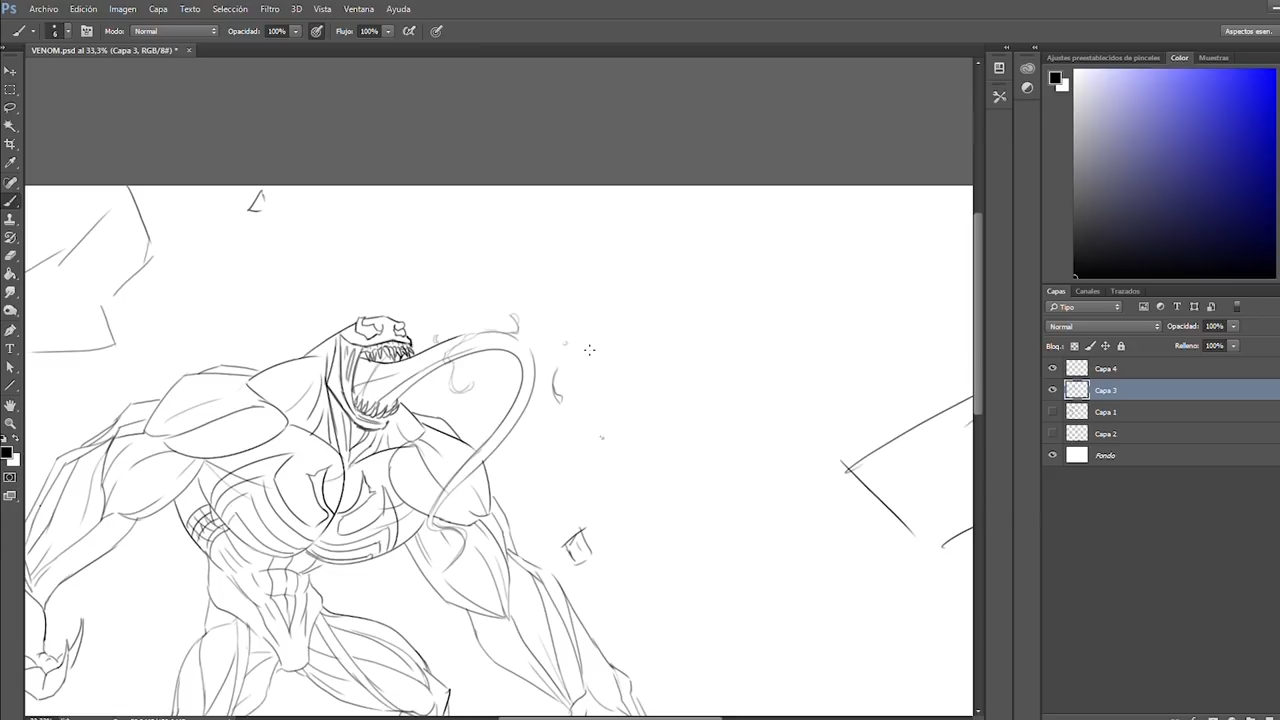 Ps Archivo Edición Imagen Capa Texto Selección Filtro 3D Vista Ventana Ayuda
6 Modo: Normal Opacidad: 100% Flujo: 100% Aspectos esen.
VENOM.psd al 33,3% (Capa 3, RGB/8#) * ×
Ajustes preestablecidos de pinceles Color Muestras
Capas Canales Trazados
Tipo
Normal Opacidad: 100%
Bloq.: Relleno: 100%
Capa 4
Capa 3
Capa 1
Capa 2
Fondo